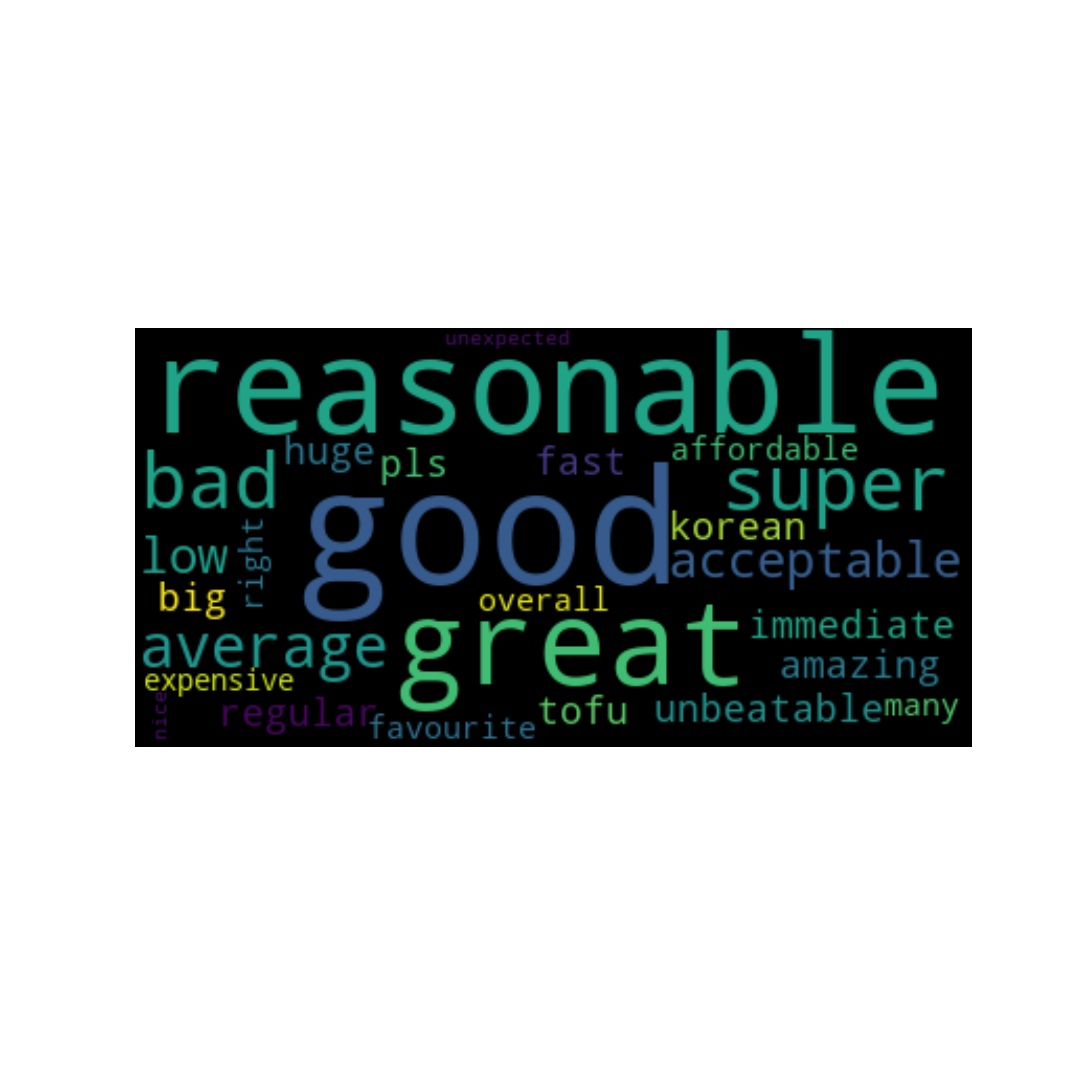 unexpected
reasonable
huge
pls
fast
affordable
bad
super
good
korean
low
right
acceptable
big
overall
great
immediate
average
amazing
expensive
nice
regular
favourite
tofu
unbeatable
many